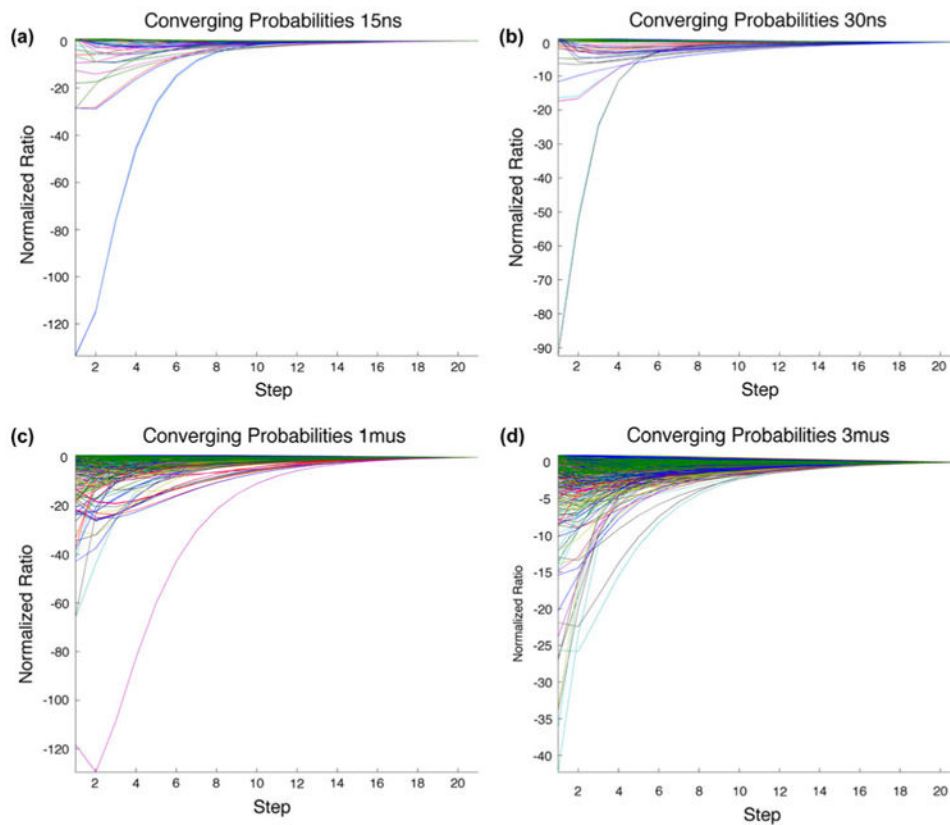 (a)
Converging Probabilities 15ns
0
-20
-40
-60
-80
-100
-120
Normalized Ratio
2 4 6 8 10 12 14 16 18 20
Step
(b)
Converging Probabilities 30ns
0
-10
-20
-30
-40
-50
-60
-70
-80
-90
Normalized Ratio
2 4 6 8 10 12 14 16 18 20
Step
(c)
Converging Probabilities 1mus
0
-20
-40
-60
-80
-100
-120
Normalized Ratio
2 4 6 8 10 12 14 16 18 20
Step
(d)
Converging Probabilities 3mus
0
-5
-10
-15
-20
-25
-30
-35
-40
Normalized Ratio
2 4 6 8 10 12 14 16 18 20
Step